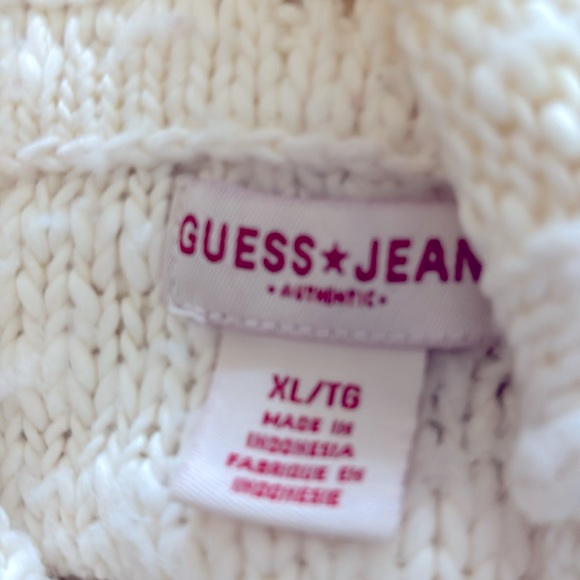 GUESS★JEAN
•AUTHENTIC•
XL/TG
MADE IN
INDONESIA
FABRIQUE EN
INDONESIE